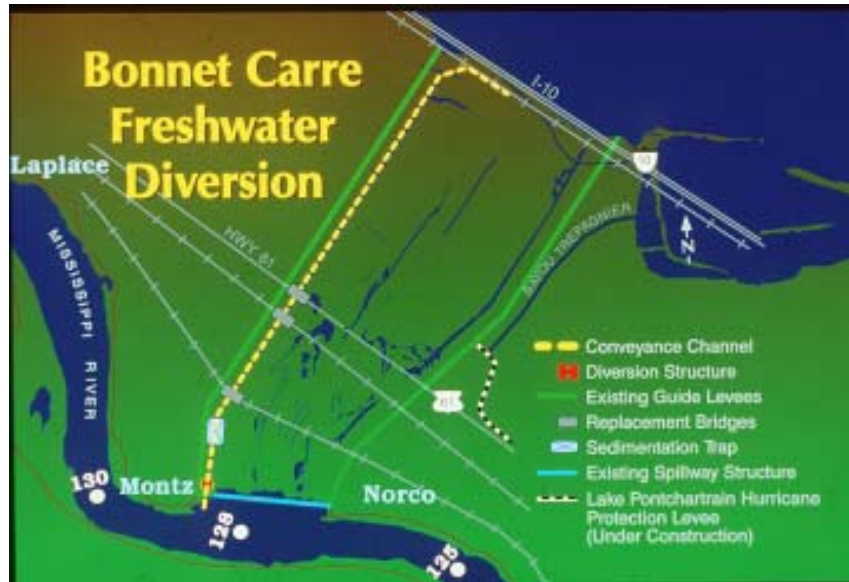 Bonnet Carre
Freshwater
Diversion
Laplace
I-10
10
HWY 61
BAYOU TREPAGNIER
N
MISSISSIPPI
RIVER
61
Conveyance Channel
Diversion Structure
Existing Guide Levees
Replacement Bridges
Sedimentation Trap
Existing Spillway Structure
Lake Pontchartrain Hurricane
Protection Levee
(Under Construction)
130
Montz
Norco
128
125